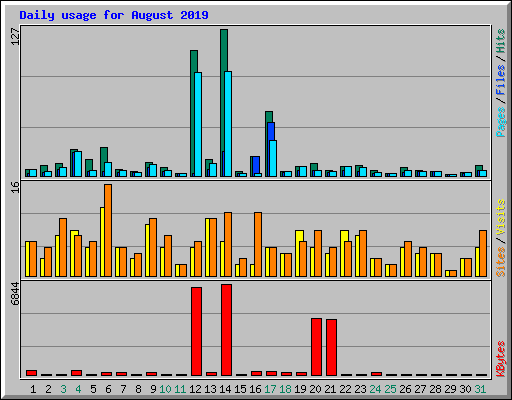 Daily usage for August 2019
127
Pages / Files / Hits
16
Sites / Visits
6844
KBytes
1 2 3 4 5 6 7 8 9 10 11 12 13 14 15 16 17 18 19 20 21 22 23 24 25 26 27 28 29 30 31